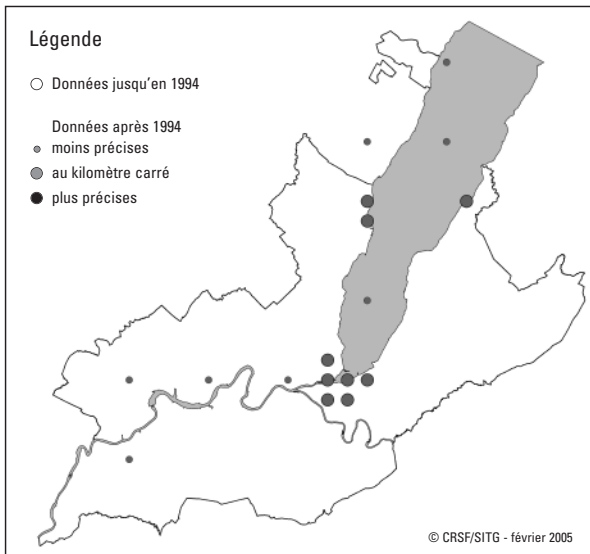 Légende
Données jusqu'en 1994
Données après 1994
moins précises
au kilomètre carré
plus précises
© CRSF/SITG - février 2005